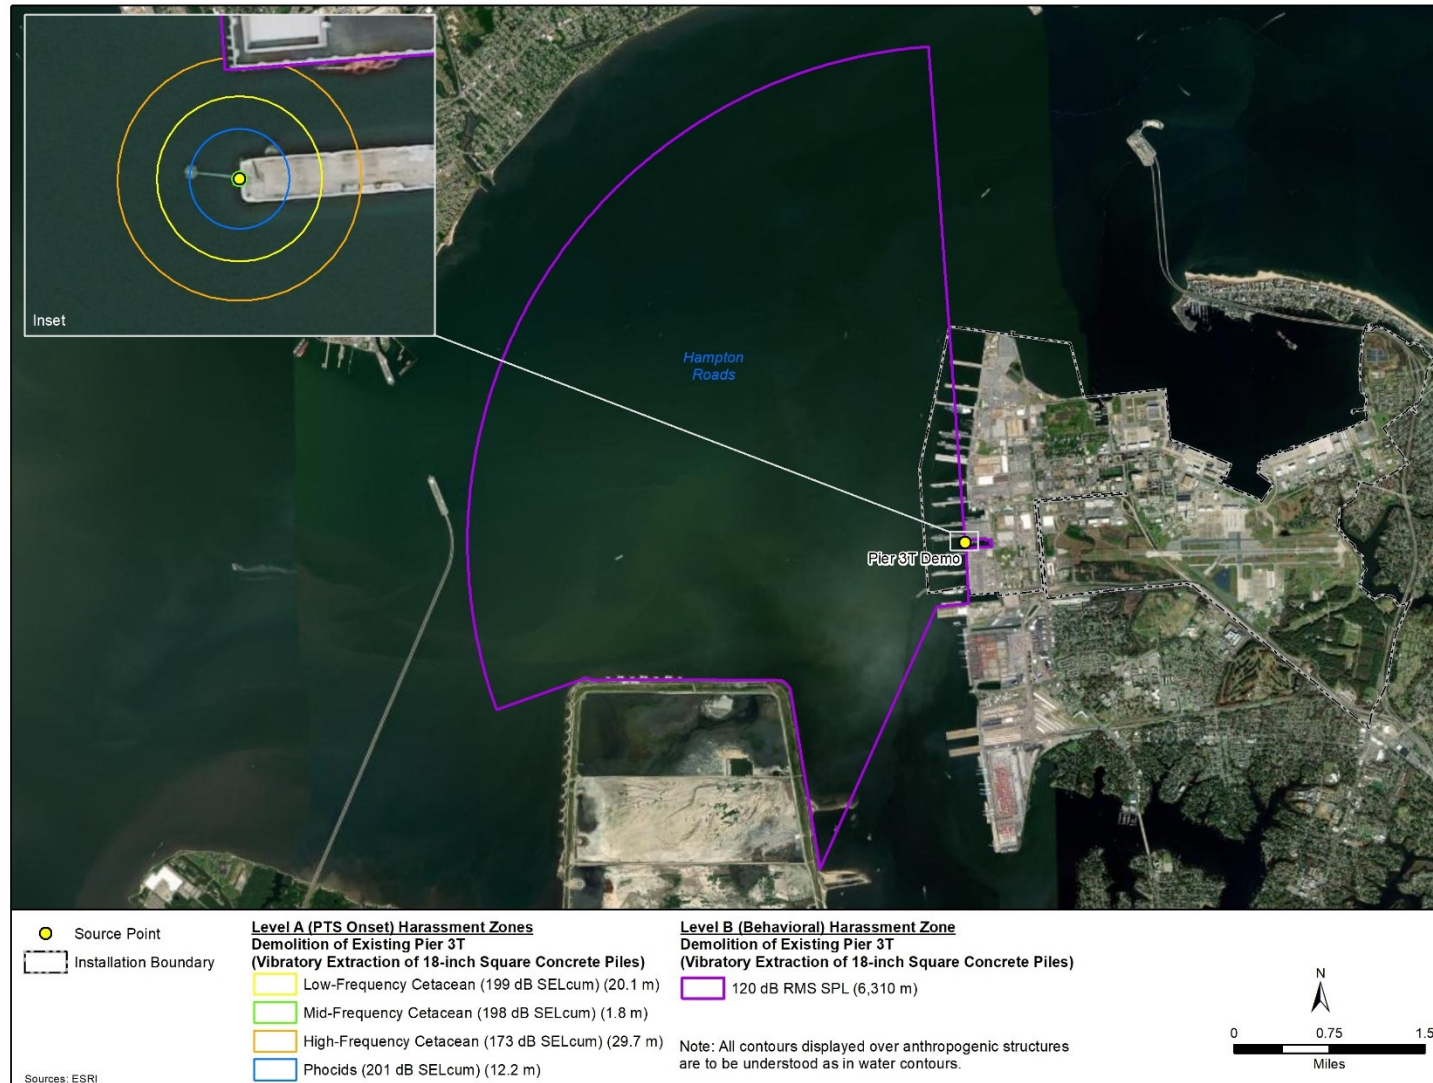 Inset
Hampton
Roads
Pier 3T Demo
Source Point
Installation Boundary
Level A (PTS Onset) Harassment Zones
Demolition of Existing Pier 3T
(Vibratory Extraction of 18-inch Square Concrete Piles)
Low-Frequency Cetacean (199 dB SELcum) (20.1 m)
Mid-Frequency Cetacean (198 dB SELcum) (1.8 m)
High-Frequency Cetacean (173 dB SELcum) (29.7 m)
Phocids (201 dB SELcum) (12.2 m)
Level B (Behavioral) Harassment Zone
Demolition of Existing Pier 3T
(Vibratory Extraction of 18-inch Square Concrete Piles)
120 dB RMS SPL (6,310 m)
Note: All contours displayed over anthropogenic structures
are to be understood as in water contours.
N
0 0.75 1.5
Miles
Sources: ESRI